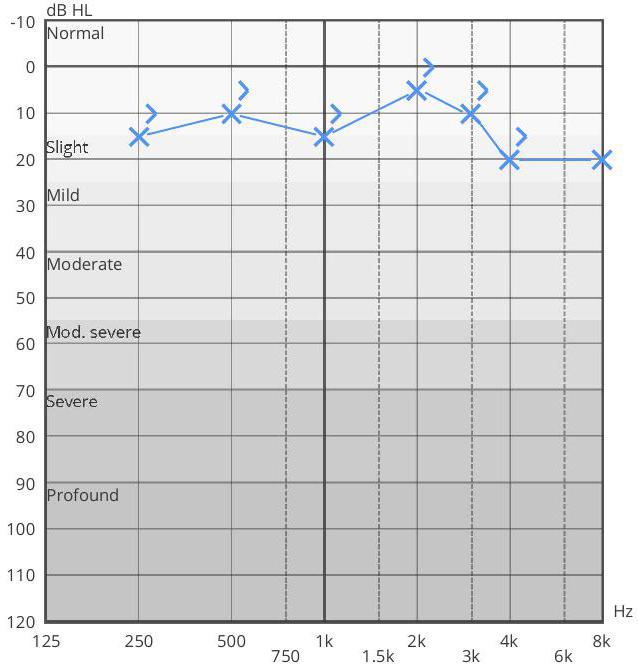 dB HL
-10
Normal
0
10
Slight
20
Mild
30
40
Moderate
50
Mod. severe
60
70
Severe
80
90
Profound
100
110
120
Hz
125 250 500 1k 2k 4k 8k
750 1.5k 3k 6k